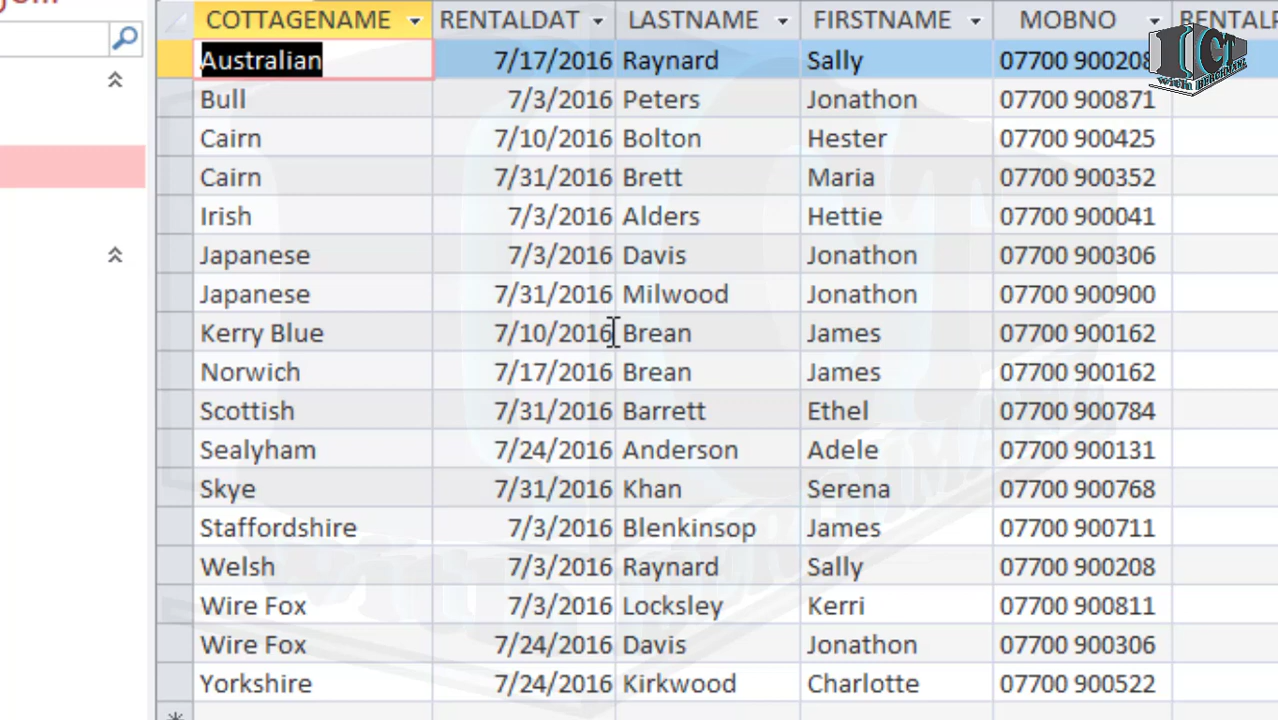 COTTAGENAME RENTALDAT LASTNAME FIRSTNAME MOBNO RENTALP
Australian 7/17/2016 Raynard Sally 07700 900208
Bull 7/3/2016 Peters Jonathon 07700 900871
Cairn 7/10/2016 Bolton Hester 07700 900425
Cairn 7/31/2016 Brett Maria 07700 900352
Irish 7/3/2016 Alders Hettie 07700 900041
Japanese 7/3/2016 Davis Jonathon 07700 900306
Japanese 7/31/2016 Milwood Jonathon 07700 900900
Kerry Blue 7/10/2016 Brean James 07700 900162
Norwich 7/17/2016 Brean James 07700 900162
Scottish 7/31/2016 Barrett Ethel 07700 900784
Sealyham 7/24/2016 Anderson Adele 07700 900131
Skye 7/31/2016 Khan Serena 07700 900768
Staffordshire 7/3/2016 Blenkinsop James 07700 900711
Welsh 7/3/2016 Raynard Sally 07700 900208
Wire Fox 7/3/2016 Locksley Kerri 07700 900811
Wire Fox 7/24/2016 Davis Jonathon 07700 900306
Yorkshire 7/24/2016 Kirkwood Charlotte 07700 900522
ICT